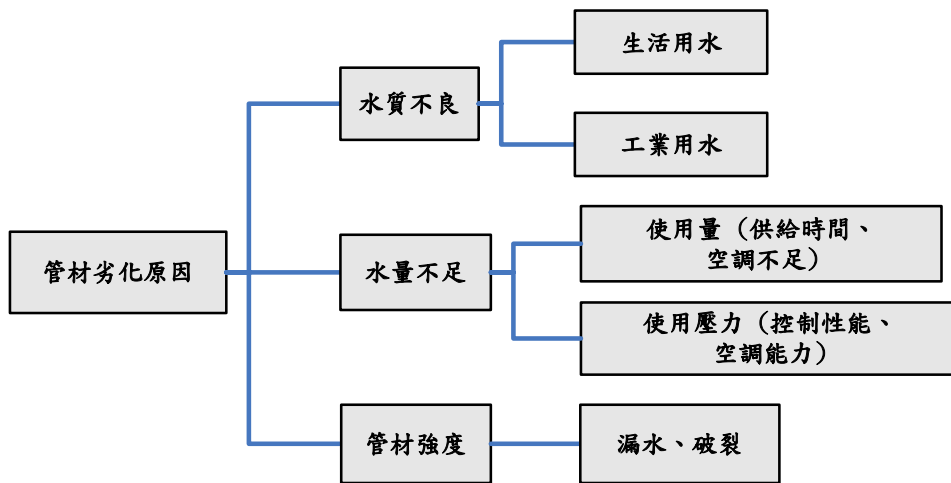 管材劣化原因
水質不良
生活用水
工業用水
水量不足
使用量（供給時間、
空調不足）
使用壓力（控制性能、
空調能力）
管材強度
漏水、破裂